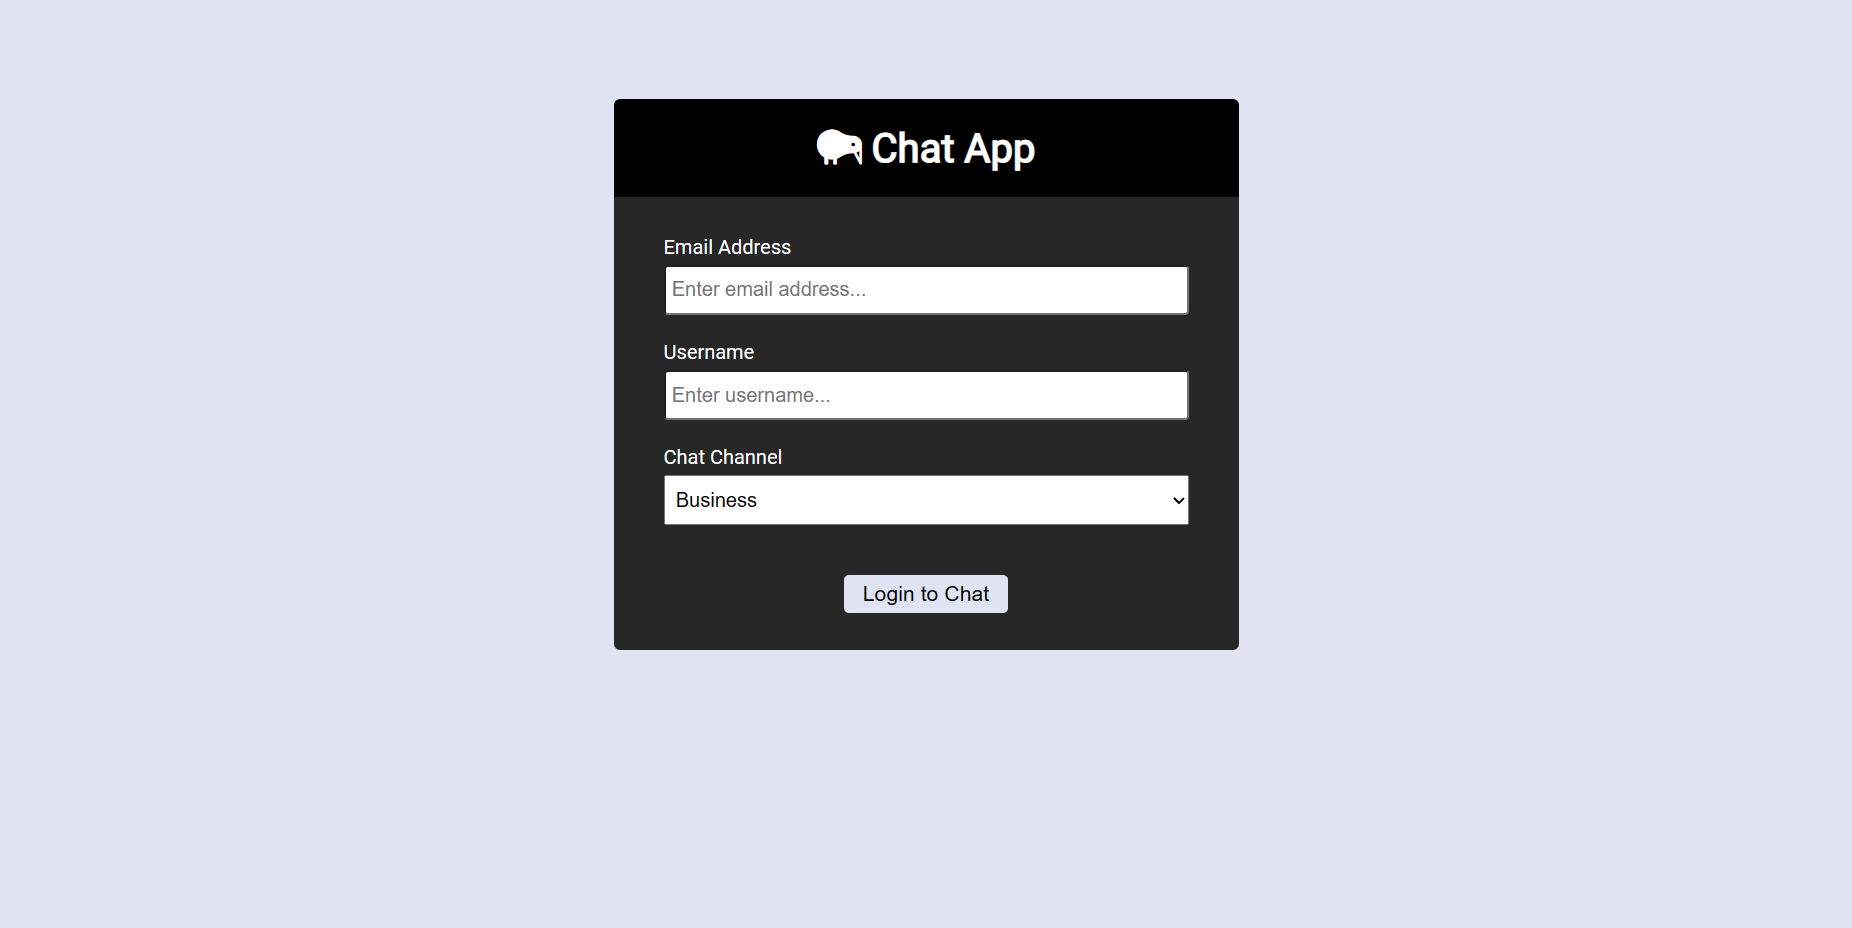 Chat App
Email Address
Enter email address...
Username
Enter username...
Chat Channel
Business
Login to Chat